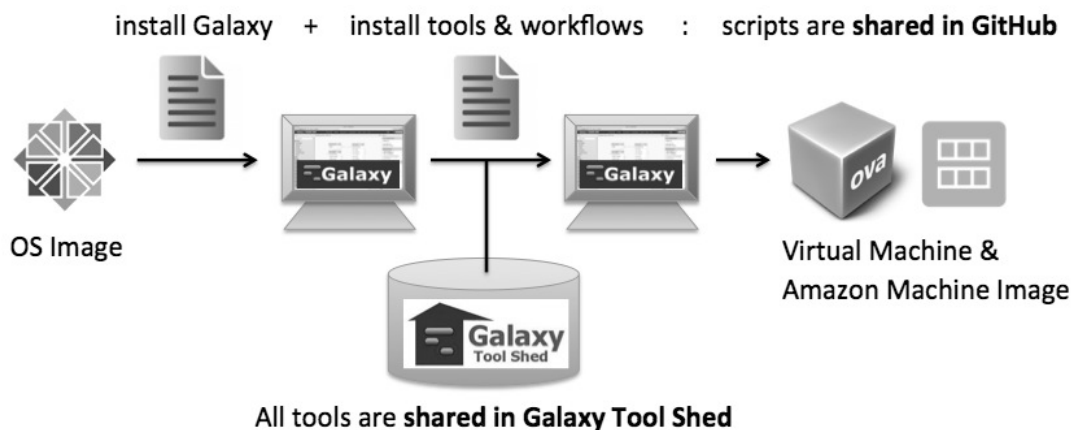 install Galaxy + install tools & workflows : scripts are shared in GitHub
Galaxy
Galaxy
ova
OS Image
Virtual Machine &
Amazon Machine Image
Galaxy
Tool Shed
All tools are shared in Galaxy Tool Shed